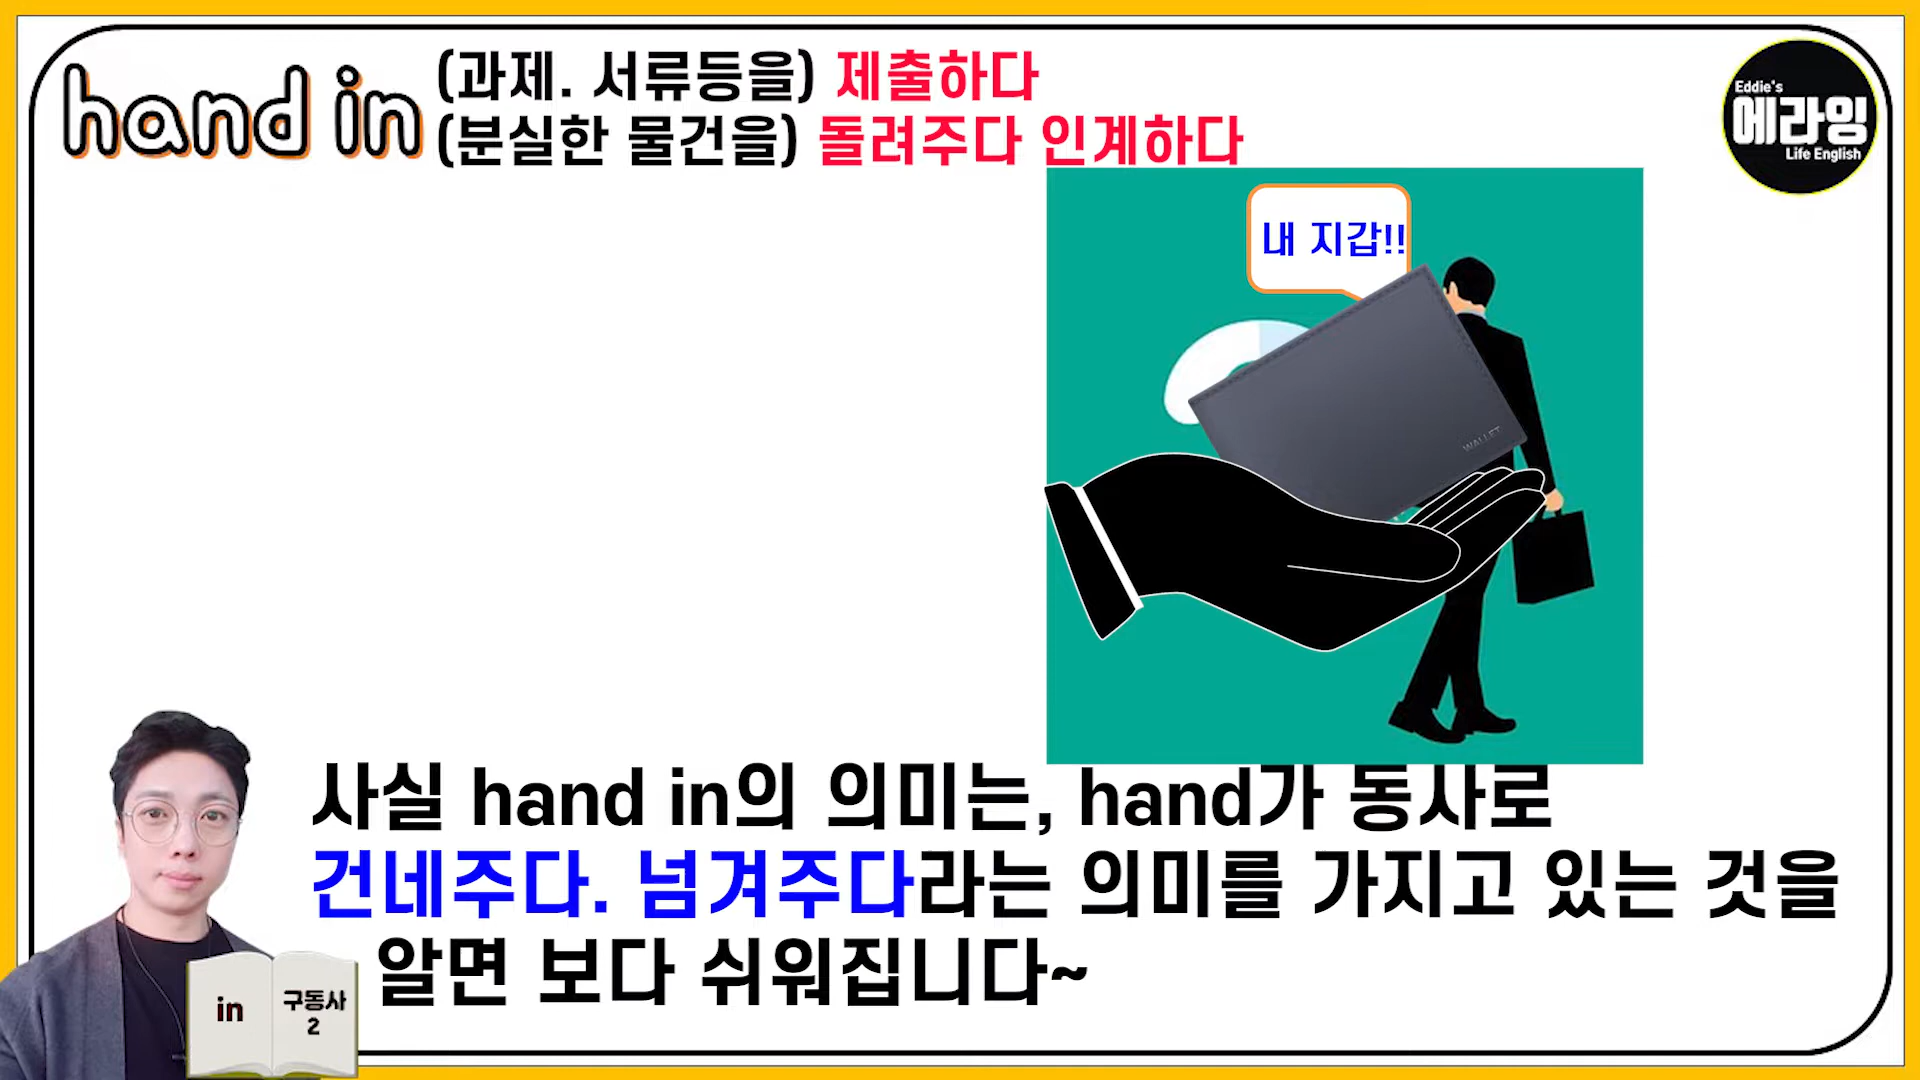 hand in
(과제. 서류등을) 제출하다
(분실한 물건을) 돌려주다 인계하다
Eddie's
에라잉
Life English
내 지갑!!
WALLET
사실 hand in의 의미는, hand가 동사로
건네주다. 넘겨주다라는 의미를 가지고 있는 것을
알면 보다 쉬워집니다~
in
구동사
2